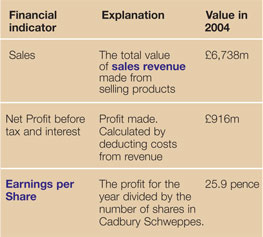 Financial indicator
Explanation
Value in 2004
Sales
The total value
of sales revenue
made from
selling products
£6,738m
Net Profit before
tax and interest
Profit made.
Calculated by
deducting costs
from revenue
£916m
Earnings per
Share
The profit for the
year divided by the
number of shares in
Cadbury Schweppes.
25.9 pence